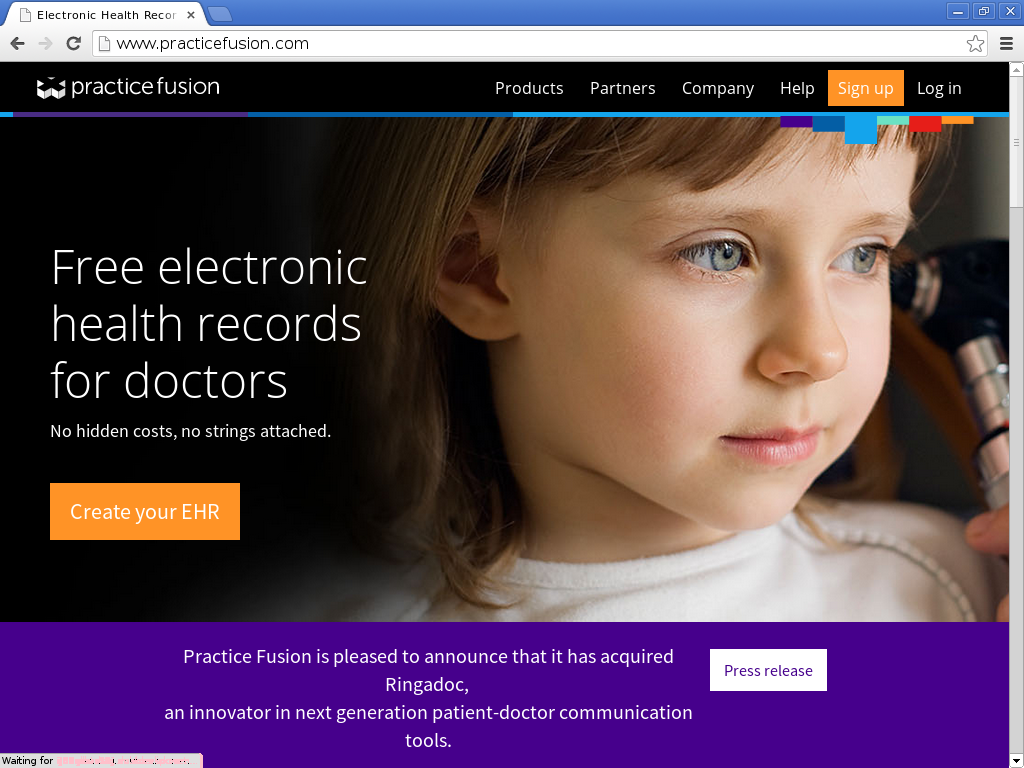 Electronic Health Recor
www.practicefusion.com
practice fusion
Products Partners Company Help Sign up Log in
Free electronic
health records
for doctors
No hidden costs, no strings attached.
Create your EHR
Practice Fusion is pleased to announce that it has acquired
Ringadoc,
an innovator in next generation patient-doctor communication
tools.
Press release
Waiting for